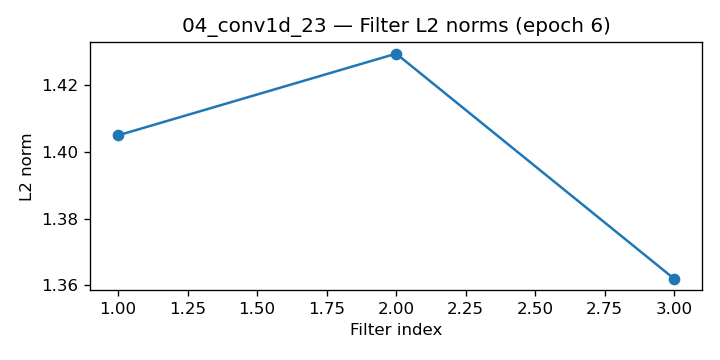 04_conv1d_23 — Filter L2 norms (epoch 6)
L2 norm
1.42
1.40
1.38
1.36
1.00 1.25 1.50 1.75 2.00 2.25 2.50 2.75 3.00
Filter index